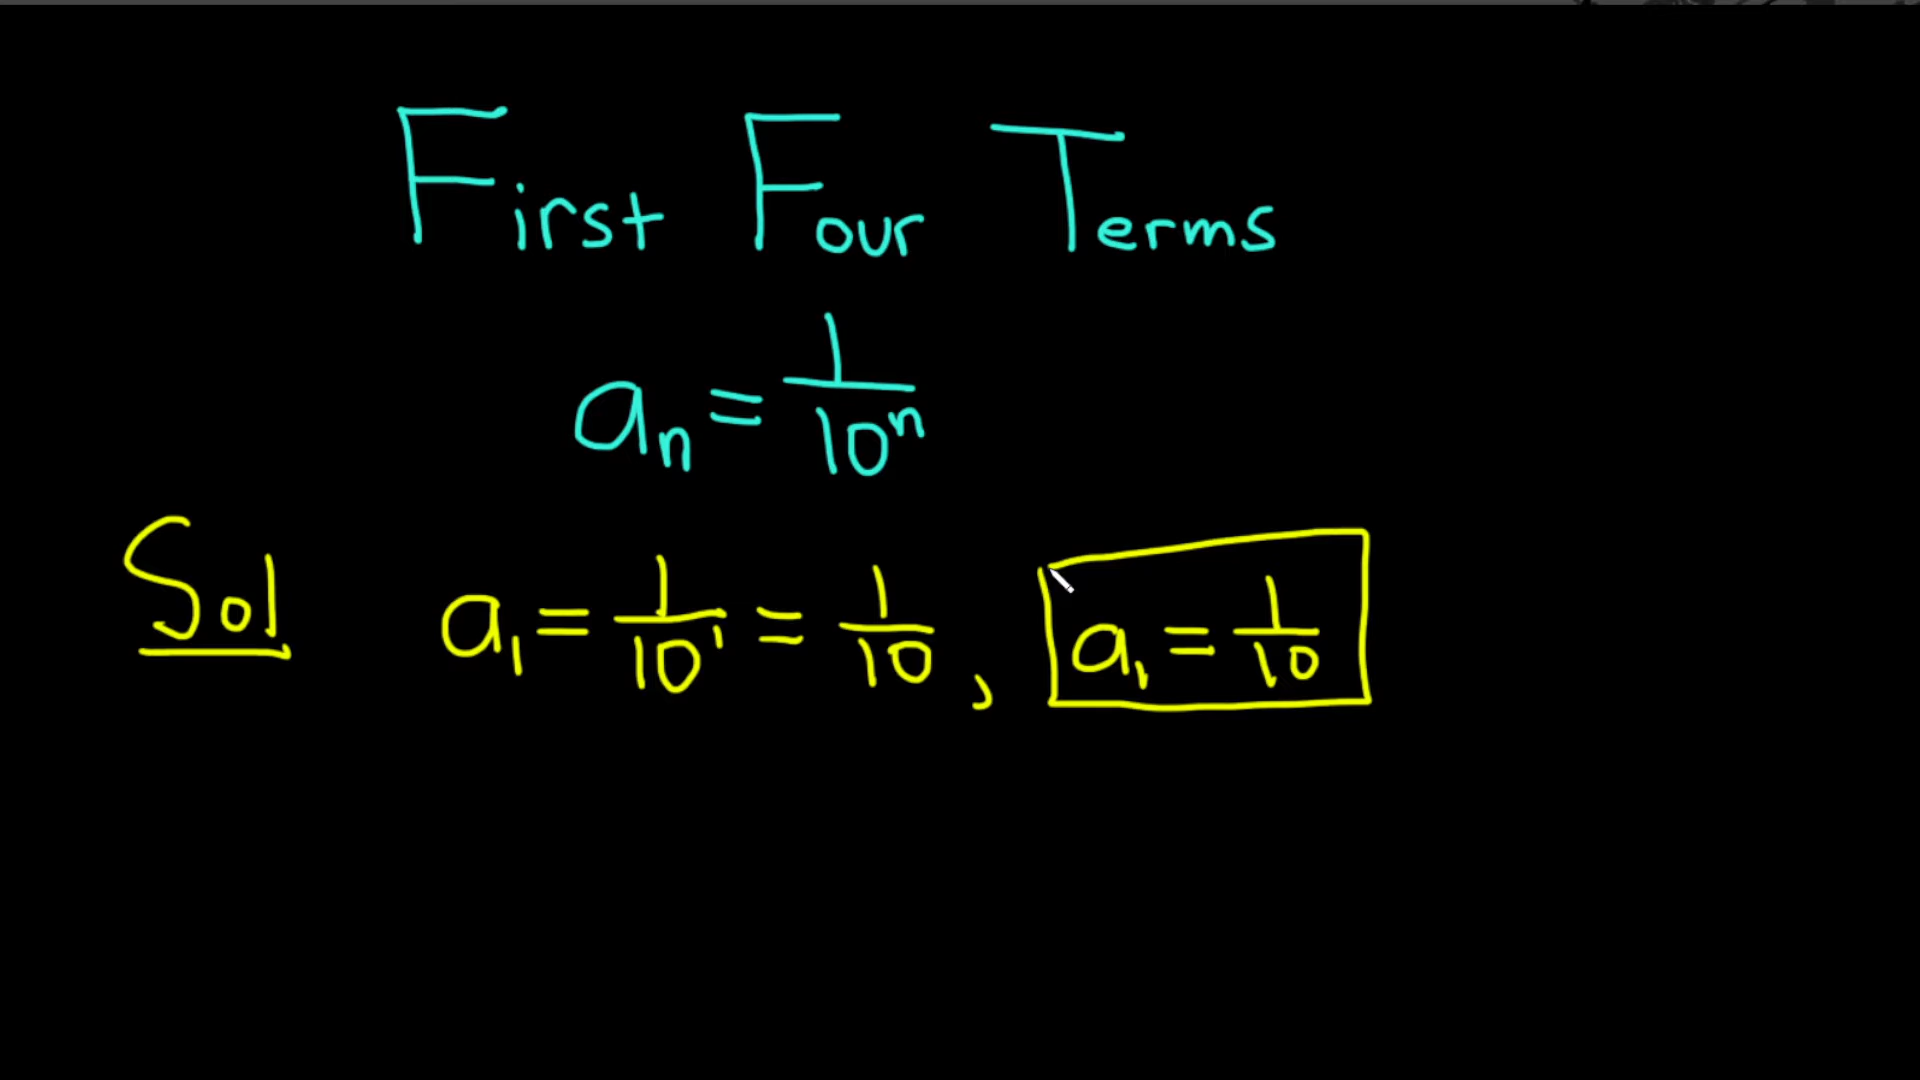 First Four Terms
aₙ = 1/10ⁿ
Sol a₁ = 1/10¹ = 1/10 , a₁ = 1/10